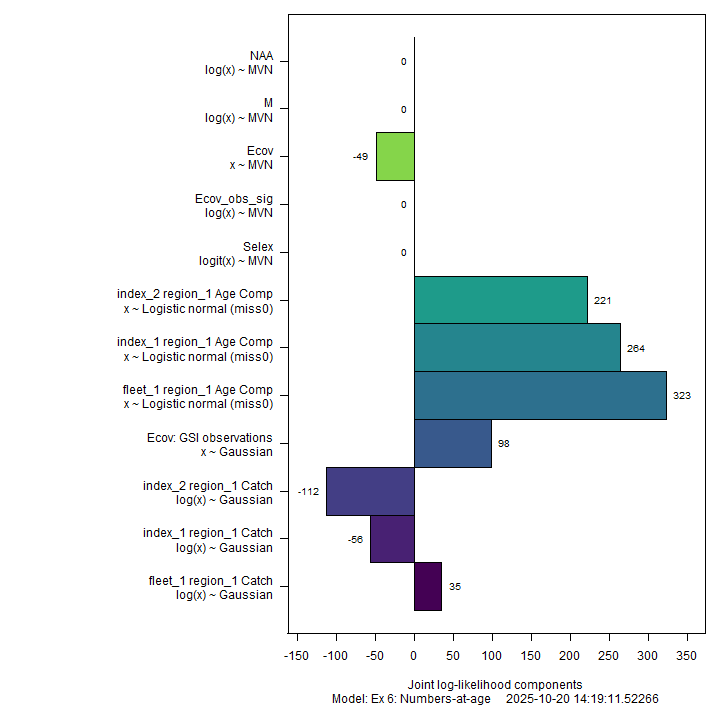 NAA
log(x) ~ MVN
0
M
log(x) ~ MVN
0
Ecov
x ~ MVN
-49
Ecov_obs_sig
log(x) ~ MVN
0
Selex
logit(x) ~ MVN
0
index_2 region_1 Age Comp
x ~ Logistic normal (miss0)
221
index_1 region_1 Age Comp
x ~ Logistic normal (miss0)
264
fleet_1 region_1 Age Comp
x ~ Logistic normal (miss0)
323
Ecov: GSI observations
x ~ Gaussian
98
index_2 region_1 Catch
log(x) ~ Gaussian
-112
index_1 region_1 Catch
log(x) ~ Gaussian
-56
fleet_1 region_1 Catch
log(x) ~ Gaussian
35
-150 -100 -50 0 50 100 150 200 250 300 350
Joint log-likelihood components
Model: Ex 6: Numbers-at-age 2025-10-20 14:19:11.52266